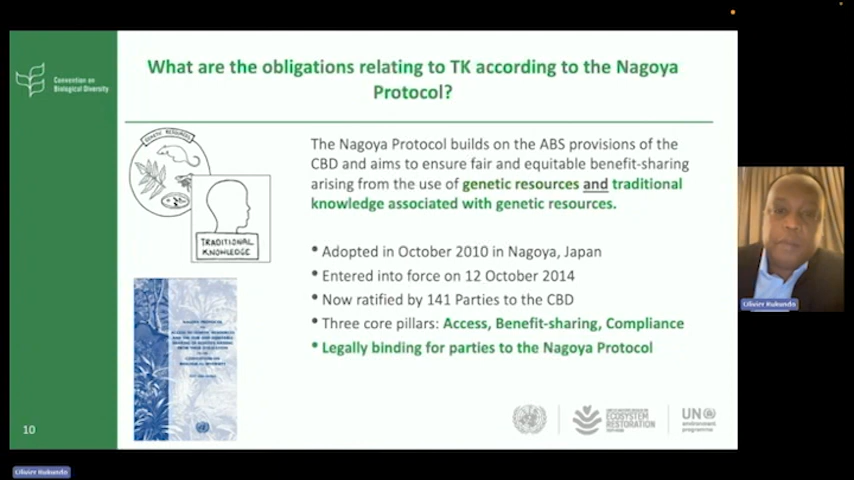 Convention on
Biological Diversity
What are the obligations relating to TK according to the Nagoya
Protocol?
GENETIC RESOURCES
TRADITIONAL
KNOWLEDGE
The Nagoya Protocol builds on the ABS provisions of the
CBD and aims to ensure fair and equitable benefit-sharing
arising from the use of genetic resources and traditional
knowledge associated with genetic resources.
• Adopted in October 2010 in Nagoya, Japan
• Entered into force on 12 October 2014
• Now ratified by 141 Parties to the CBD
• Three core pillars: Access, Benefit-sharing, Compliance
• Legally binding for parties to the Nagoya Protocol
10
ECOSYSTEM
RESTORATION
UN
environment
programme
Olivier Rukundo
Olivier Rukundo